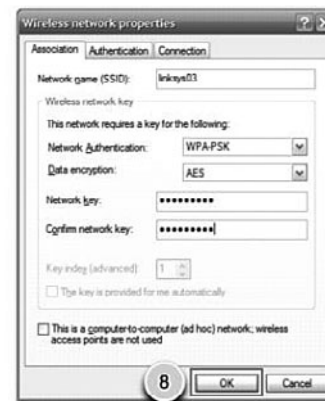 Wireless network properties
Association Authentication Connection
Network name (SSID): linksys03
Wireless network key
This network requires a key for the following:
Network Authentication: WPA-PSK
Data encryption: AES
Network key: •••••••••
Confirm network key: •••••••••
Key index (advanced): 1
The key is provided for me automatically
This is a computer-to-computer (ad hoc) network; wireless
access points are not used
8 OK Cancel